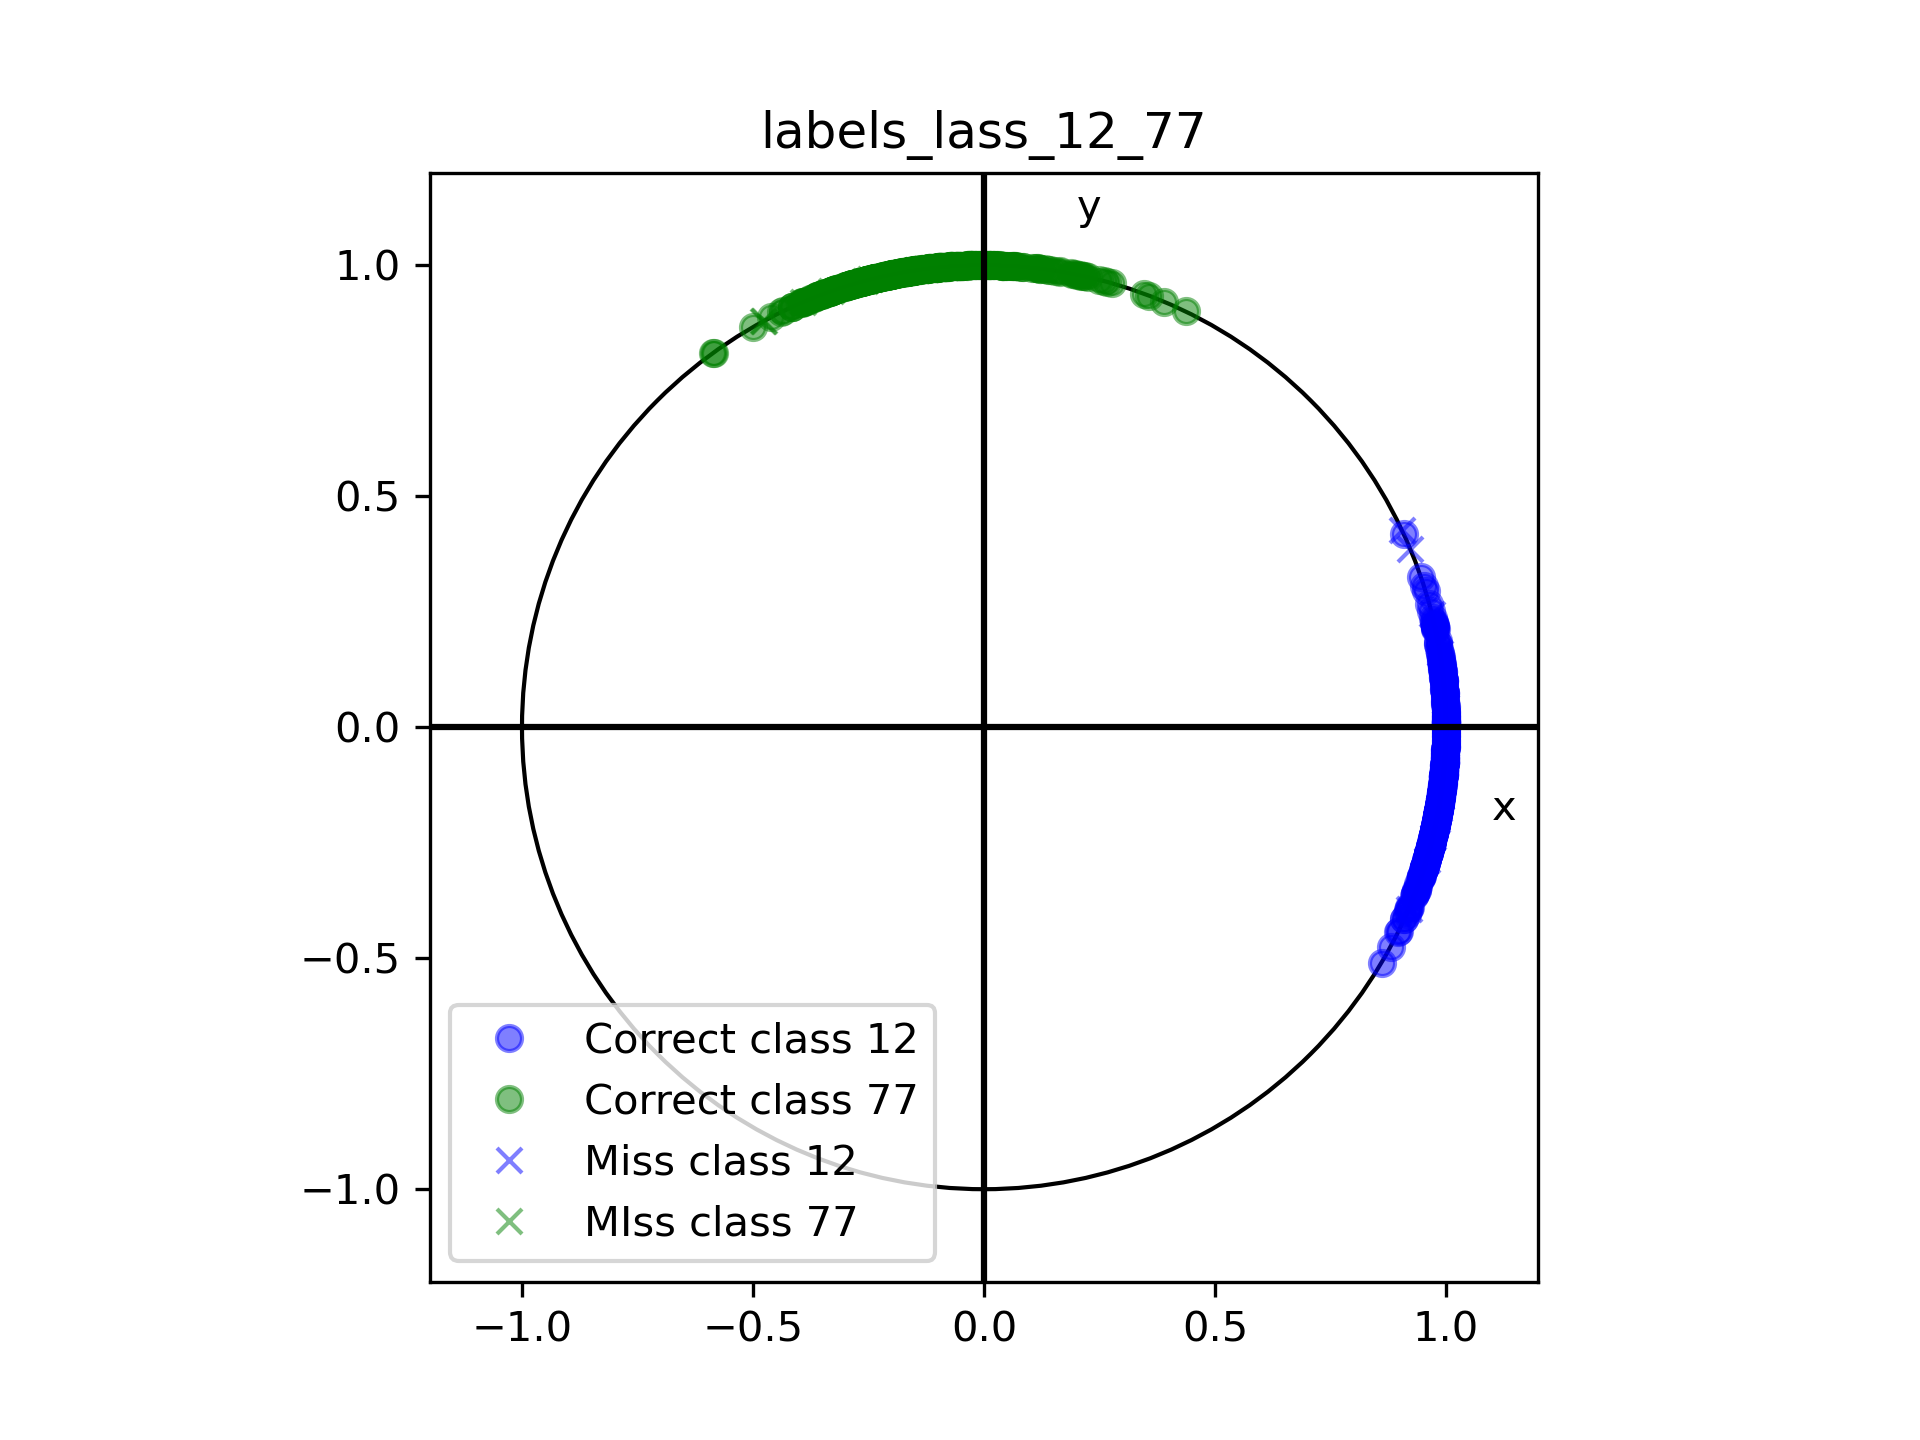 labels_lass_12_77
y
1.0
0.5
0.0
x
−0.5
Correct class 12
Correct class 77
Miss class 12
−1.0
MIss class 77
−1.0 −0.5 0.0 0.5 1.0